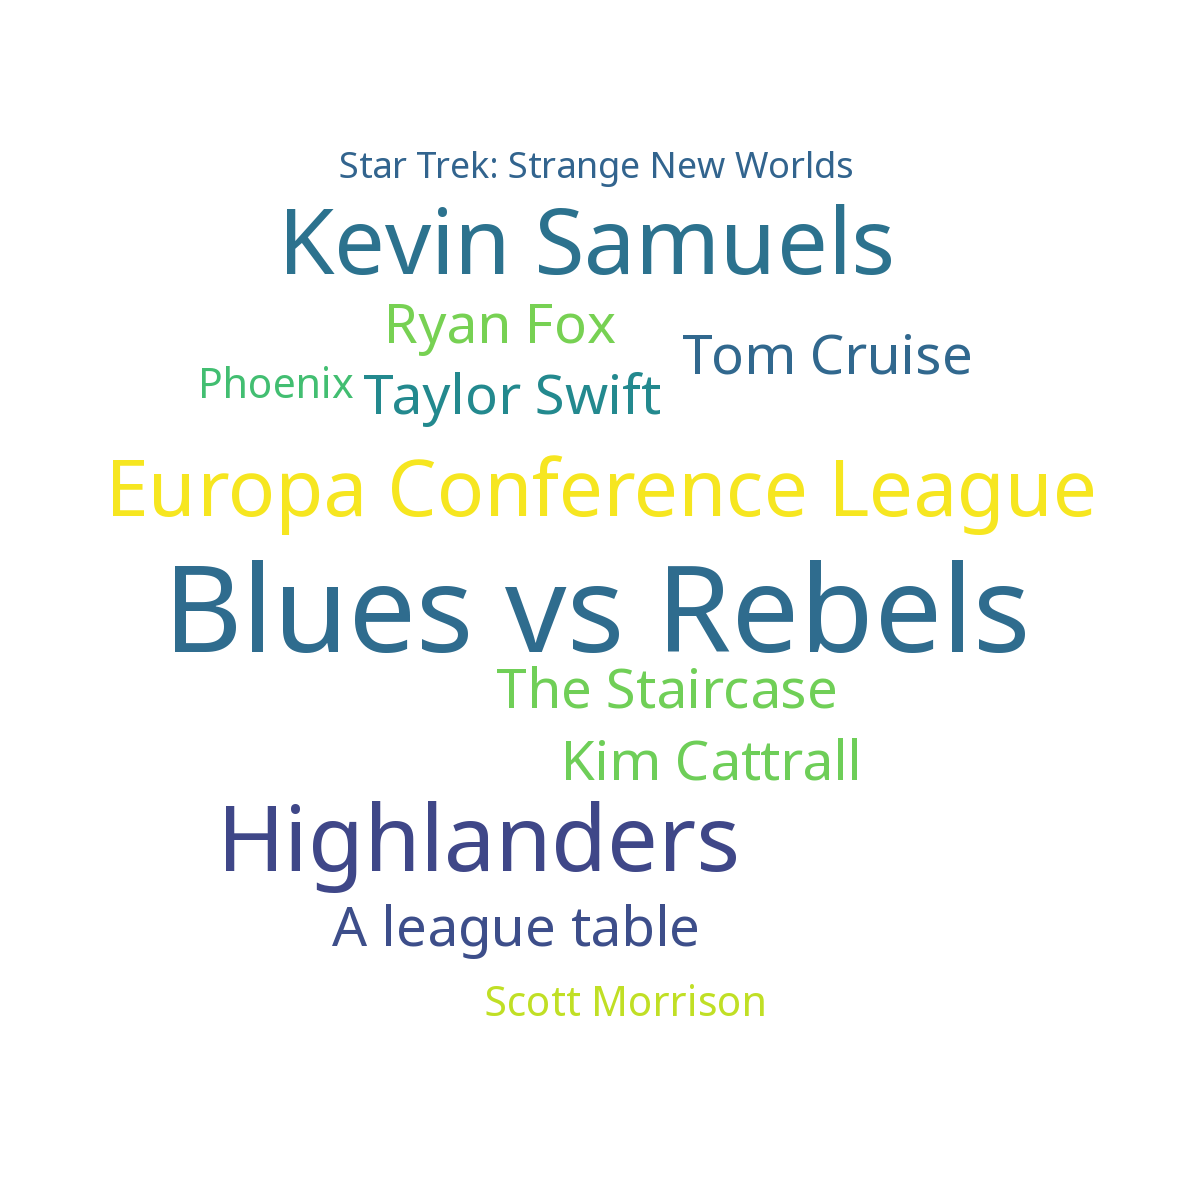 Star Trek: Strange New Worlds
Kevin Samuels
Ryan Fox
Tom Cruise
Phoenix
Taylor Swift
Europa Conference League
Blues vs Rebels
The Staircase
Kim Cattrall
Highlanders
A league table
Scott Morrison